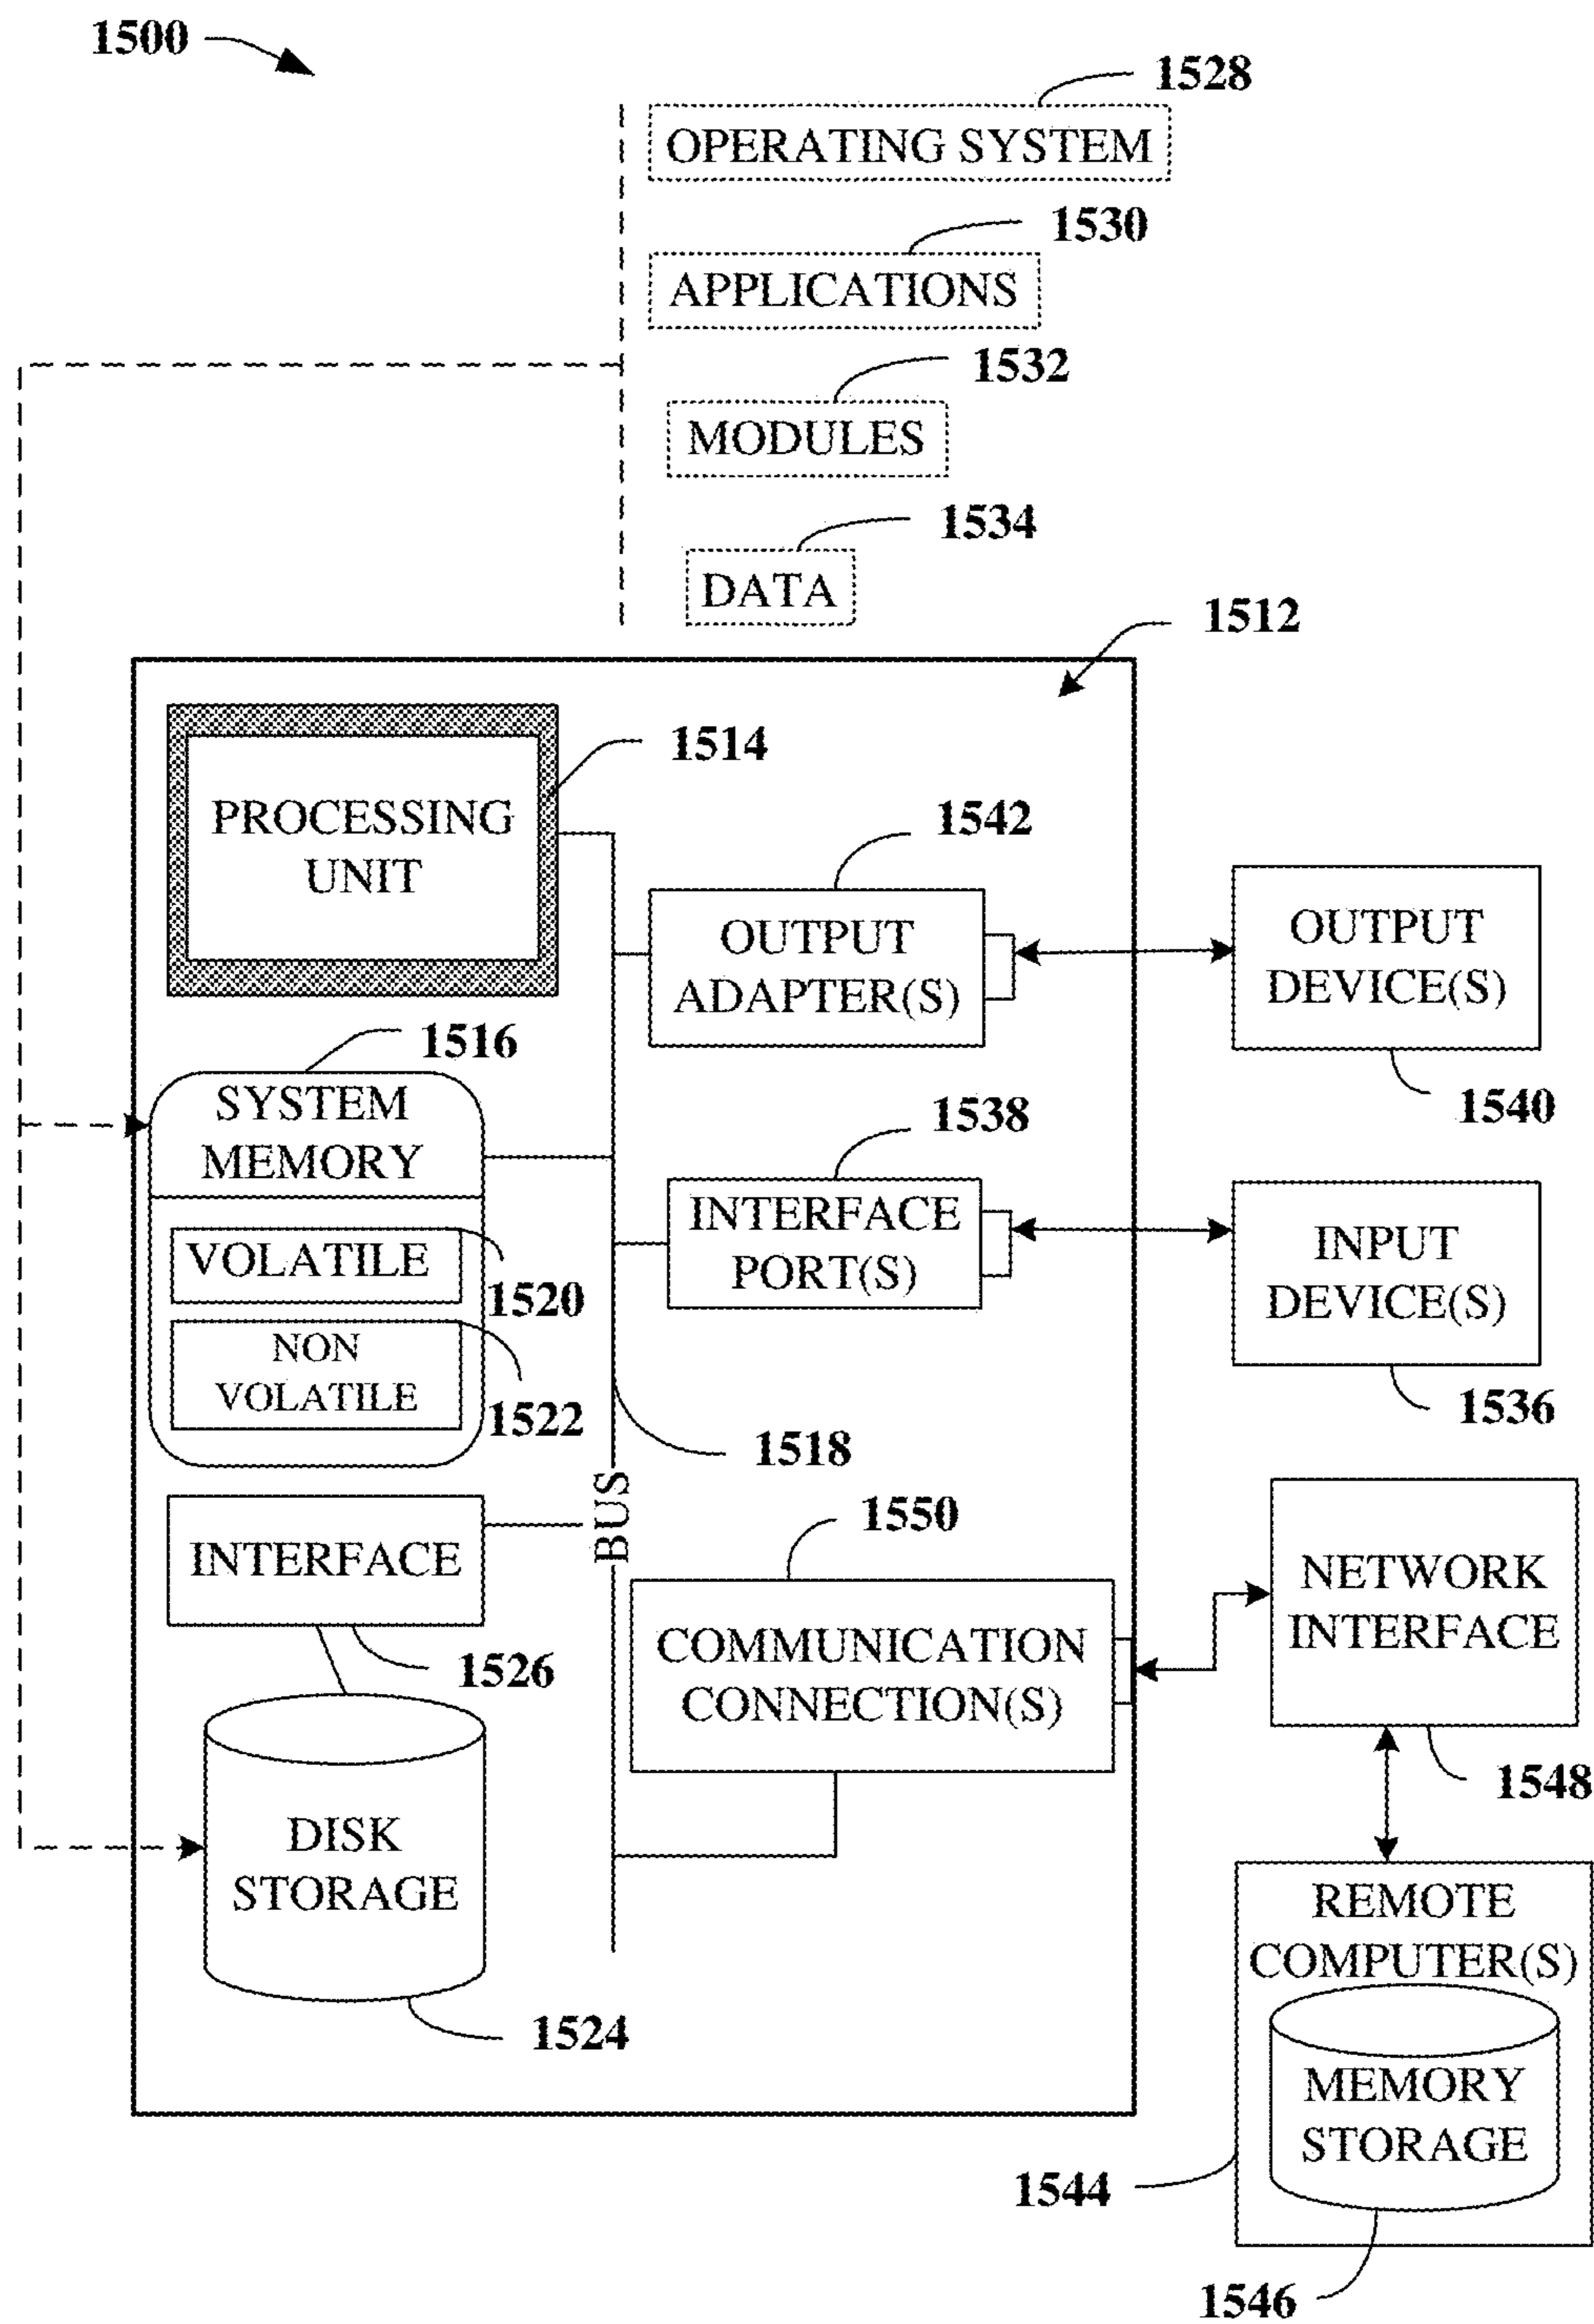 1500
1528
OPERATING SYSTEM
1530
APPLICATIONS
1532
MODULES
1534
DATA
1512
PROCESSING
UNIT
1514
1542
OUTPUT
ADAPTER(S)
OUTPUT
DEVICE(S)
1540
1516
SYSTEM
MEMORY
VOLATILE
1520
NON
VOLATILE
1522
1538
INTERFACE
PORT(S)
INPUT
DEVICE(S)
1536
1518
BUS
INTERFACE
1526
1550
COMMUNICATION
CONNECTION(S)
NETWORK
INTERFACE
1548
DISK
STORAGE
1524
REMOTE
COMPUTER(S)
MEMORY
STORAGE
1544
1546